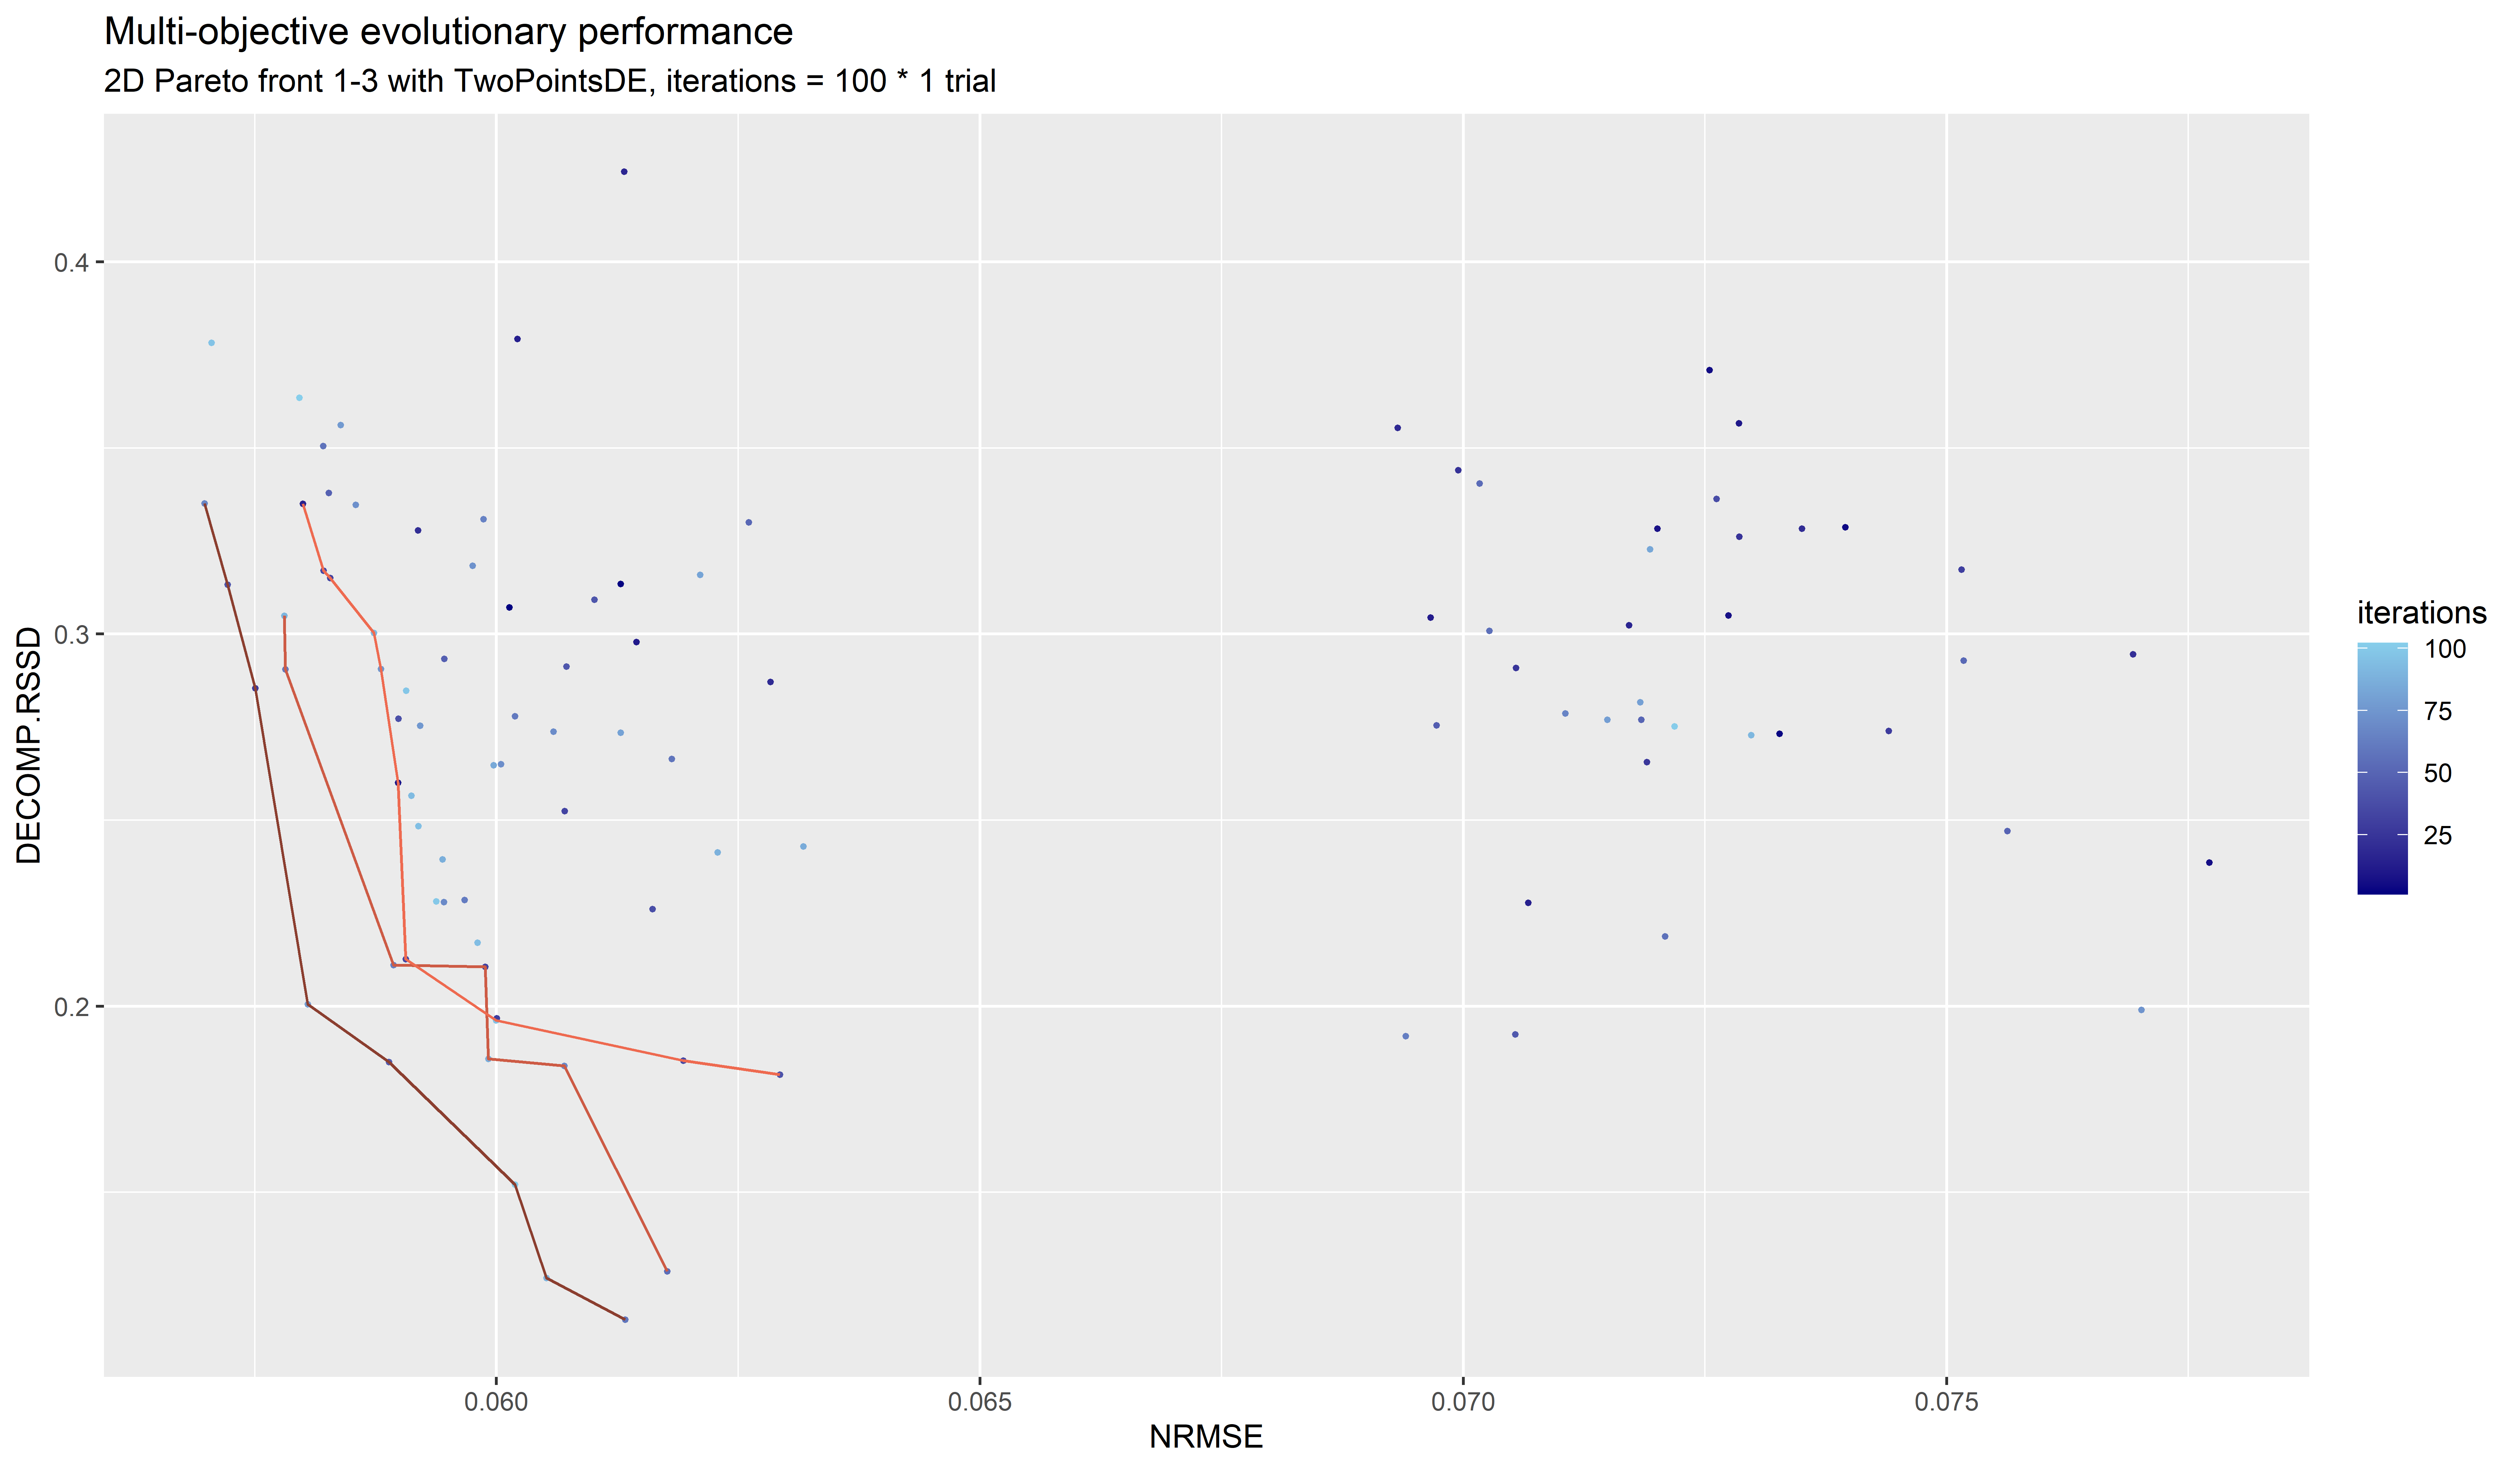 Multi-objective evolutionary performance
2D Pareto front 1-3 with TwoPointsDE, iterations = 100 * 1 trial
DECOMP.RSSD
0.4
0.3
0.2
0.060
0.065
0.070
0.075
NRMSE
iterations
100
75
50
25